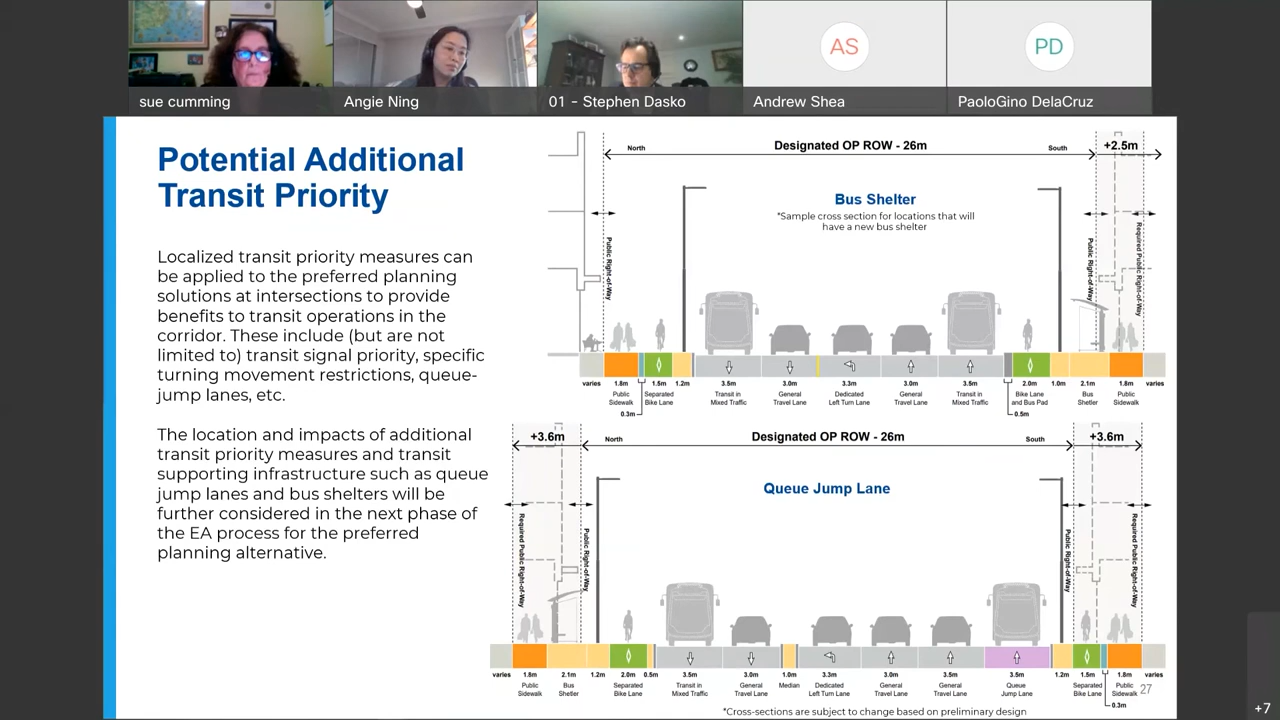 AS
PD
sue cumming
Angie Ning
01 - Stephen Dasko
Andrew Shea
PaoloGino DelaCruz
Potential Additional
Transit Priority
Localized transit priority measures can
be applied to the preferred planning
solutions at intersections to provide
benefits to transit operations in the
corridor. These include (but are not
limited to) transit signal priority, specific
turning movement restrictions, queue-
jump lanes, etc.
The location and impacts of additional
transit priority measures and transit
supporting infrastructure such as queue
jump lanes and bus shelters will be
further considered in the next phase of
the EA process for the preferred
planning alternative.
North
Designated OP ROW - 26m
South
+2.5m
Bus Shelter
*Sample cross section for locations that will
have a new bus shelter
Public Right-of-Way
Public Right-of-Way
Required Public Right-of-Way
varies
1.8m
Public
Sidewalk
0.3m
1.5m
Separated
Bike Lane
1.2m
3.5m
Transit in
Mixed Traffic
3.0m
General
Travel Lane
3.3m
Dedicated
Left Turn Lane
3.0m
General
Travel Lane
3.5m
Transit in
Mixed Traffic
0.5m
2.0m
Bike Lane
and Bus Pad
1.0m
2.1m
Bus
Shetler
1.8m
Public
Sidewalk
varies
+3.6m
North
Designated OP ROW - 26m
South
+3.6m
Queue Jump Lane
Required Public Right-of-Way
Public Right-of-Way
Public Right-of-Way
Required Public Right-of-Way
varies
1.8m
Public
Sidewalk
2.1m
Bus
Shetler
1.2m
2.0m
Separated
Bike Lane
0.5m
3.5m
Transit in
Mixed Traffic
3.0m
General
Travel Lane
1.0m
Median
3.3m
Dedicated
Left Turn Lane
3.0m
General
Travel Lane
3.0m
General
Travel Lane
3.5m
Queue
Jump Lane
1.2m
1.5m
Separated
Bike Lane
0.3m
1.8m
Public
Sidewalk
varies
27
*Cross-sections are subject to change based on preliminary design
+7